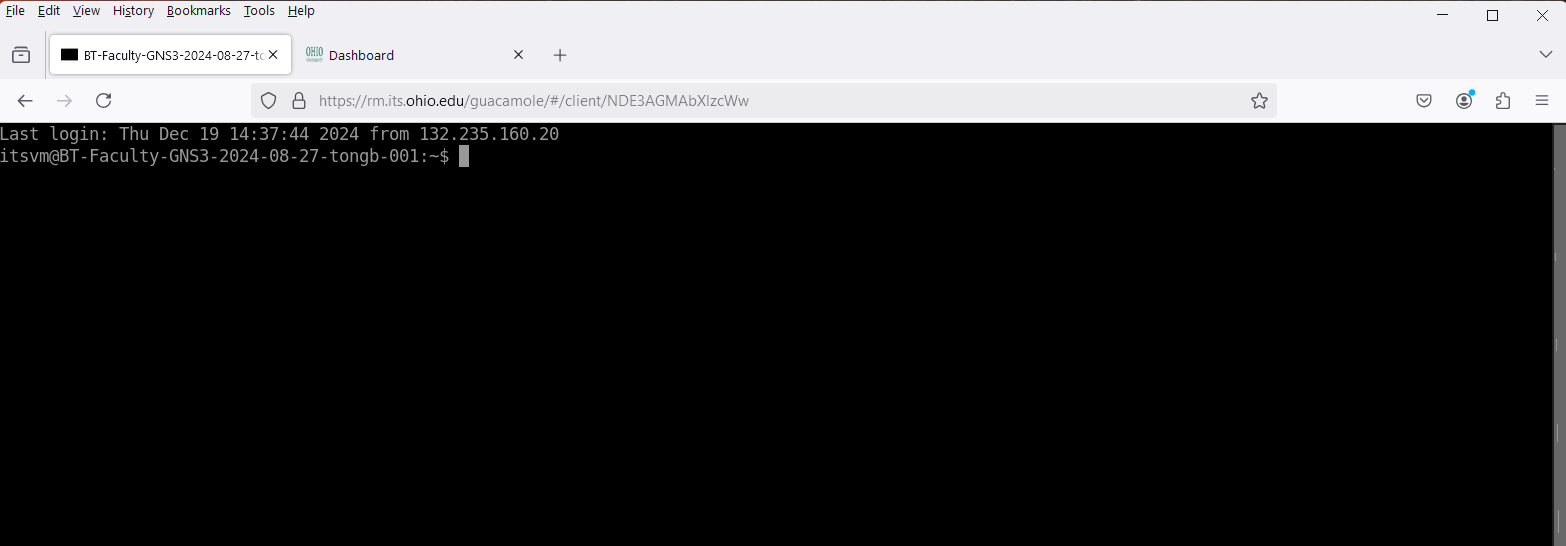 File Edit View History Bookmarks Tools Help
BT-Faculty-GNS3-2024-08-27-to
OHIO
Dashboard
https://rm.its.ohio.edu/guacamole/#/client/NDE3AGMAbXlzcWw
Last login: Thu Dec 19 14:37:44 2024 from 132.235.160.20
itsvm@BT-Faculty-GNS3-2024-08-27-tongb-001:~$